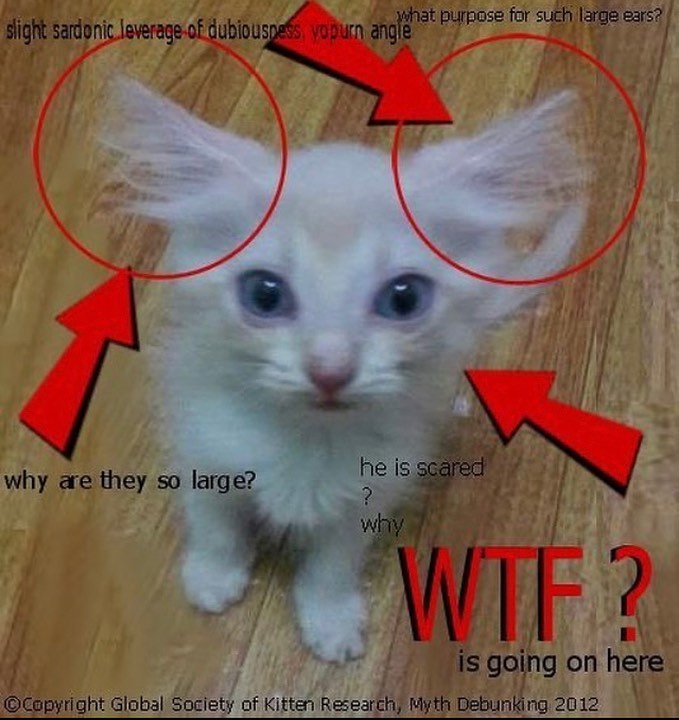 what purpose for such large ears?
slight sardonic leverage of dubiousness, yopurn angle
why are they so large?
he is scared
?
why
WTF ?
is going on here
©Copyright Global Society of Kitten Research, Myth Debunking 2012